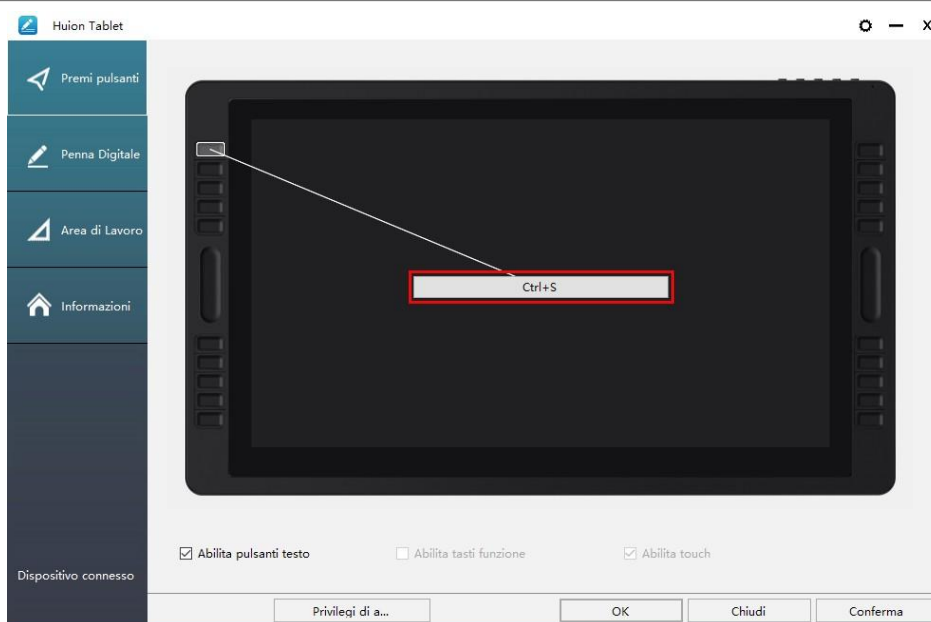 Huion Tablet
Premi pulsanti
Penna Digitale
Area di Lavoro
Informazioni
Ctrl+S
Abilita pulsanti testo
Abilita tasti funzione
Abilita touch
Dispositivo connesso
Privilegi di a...
OK
Chiudi
Conferma